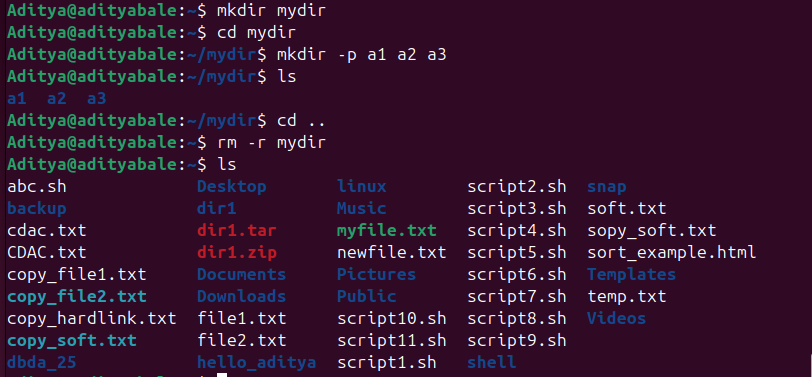 Aditya@adityabale:~$ mkdir mydir
Aditya@adityabale:~$ cd mydir
Aditya@adityabale:~/mydir$ mkdir -p a1 a2 a3
Aditya@adityabale:~/mydir$ ls
a1  a2  a3
Aditya@adityabale:~/mydir$ cd ..
Aditya@adityabale:~$ rm -r mydir
Aditya@adityabale:~$ ls
abc.sh             Desktop        linux        script2.sh  snap
backup             dir1           Music        script3.sh  soft.txt
cdac.txt           dir1.tar       myfile.txt   script4.sh  sopy_soft.txt
CDAC.txt           dir1.zip       newfile.txt  script5.sh  sort_example.html
copy_file1.txt     Documents      Pictures     script6.sh  Templates
copy_file2.txt     Downloads      Public       script7.sh  temp.txt
copy_hardlink.txt  file1.txt      script10.sh  script8.sh  Videos
copy_soft.txt      file2.txt      script11.sh  script9.sh
dbda_25            hello_aditya   script1.sh   shell
Aditya@adityabale:~$